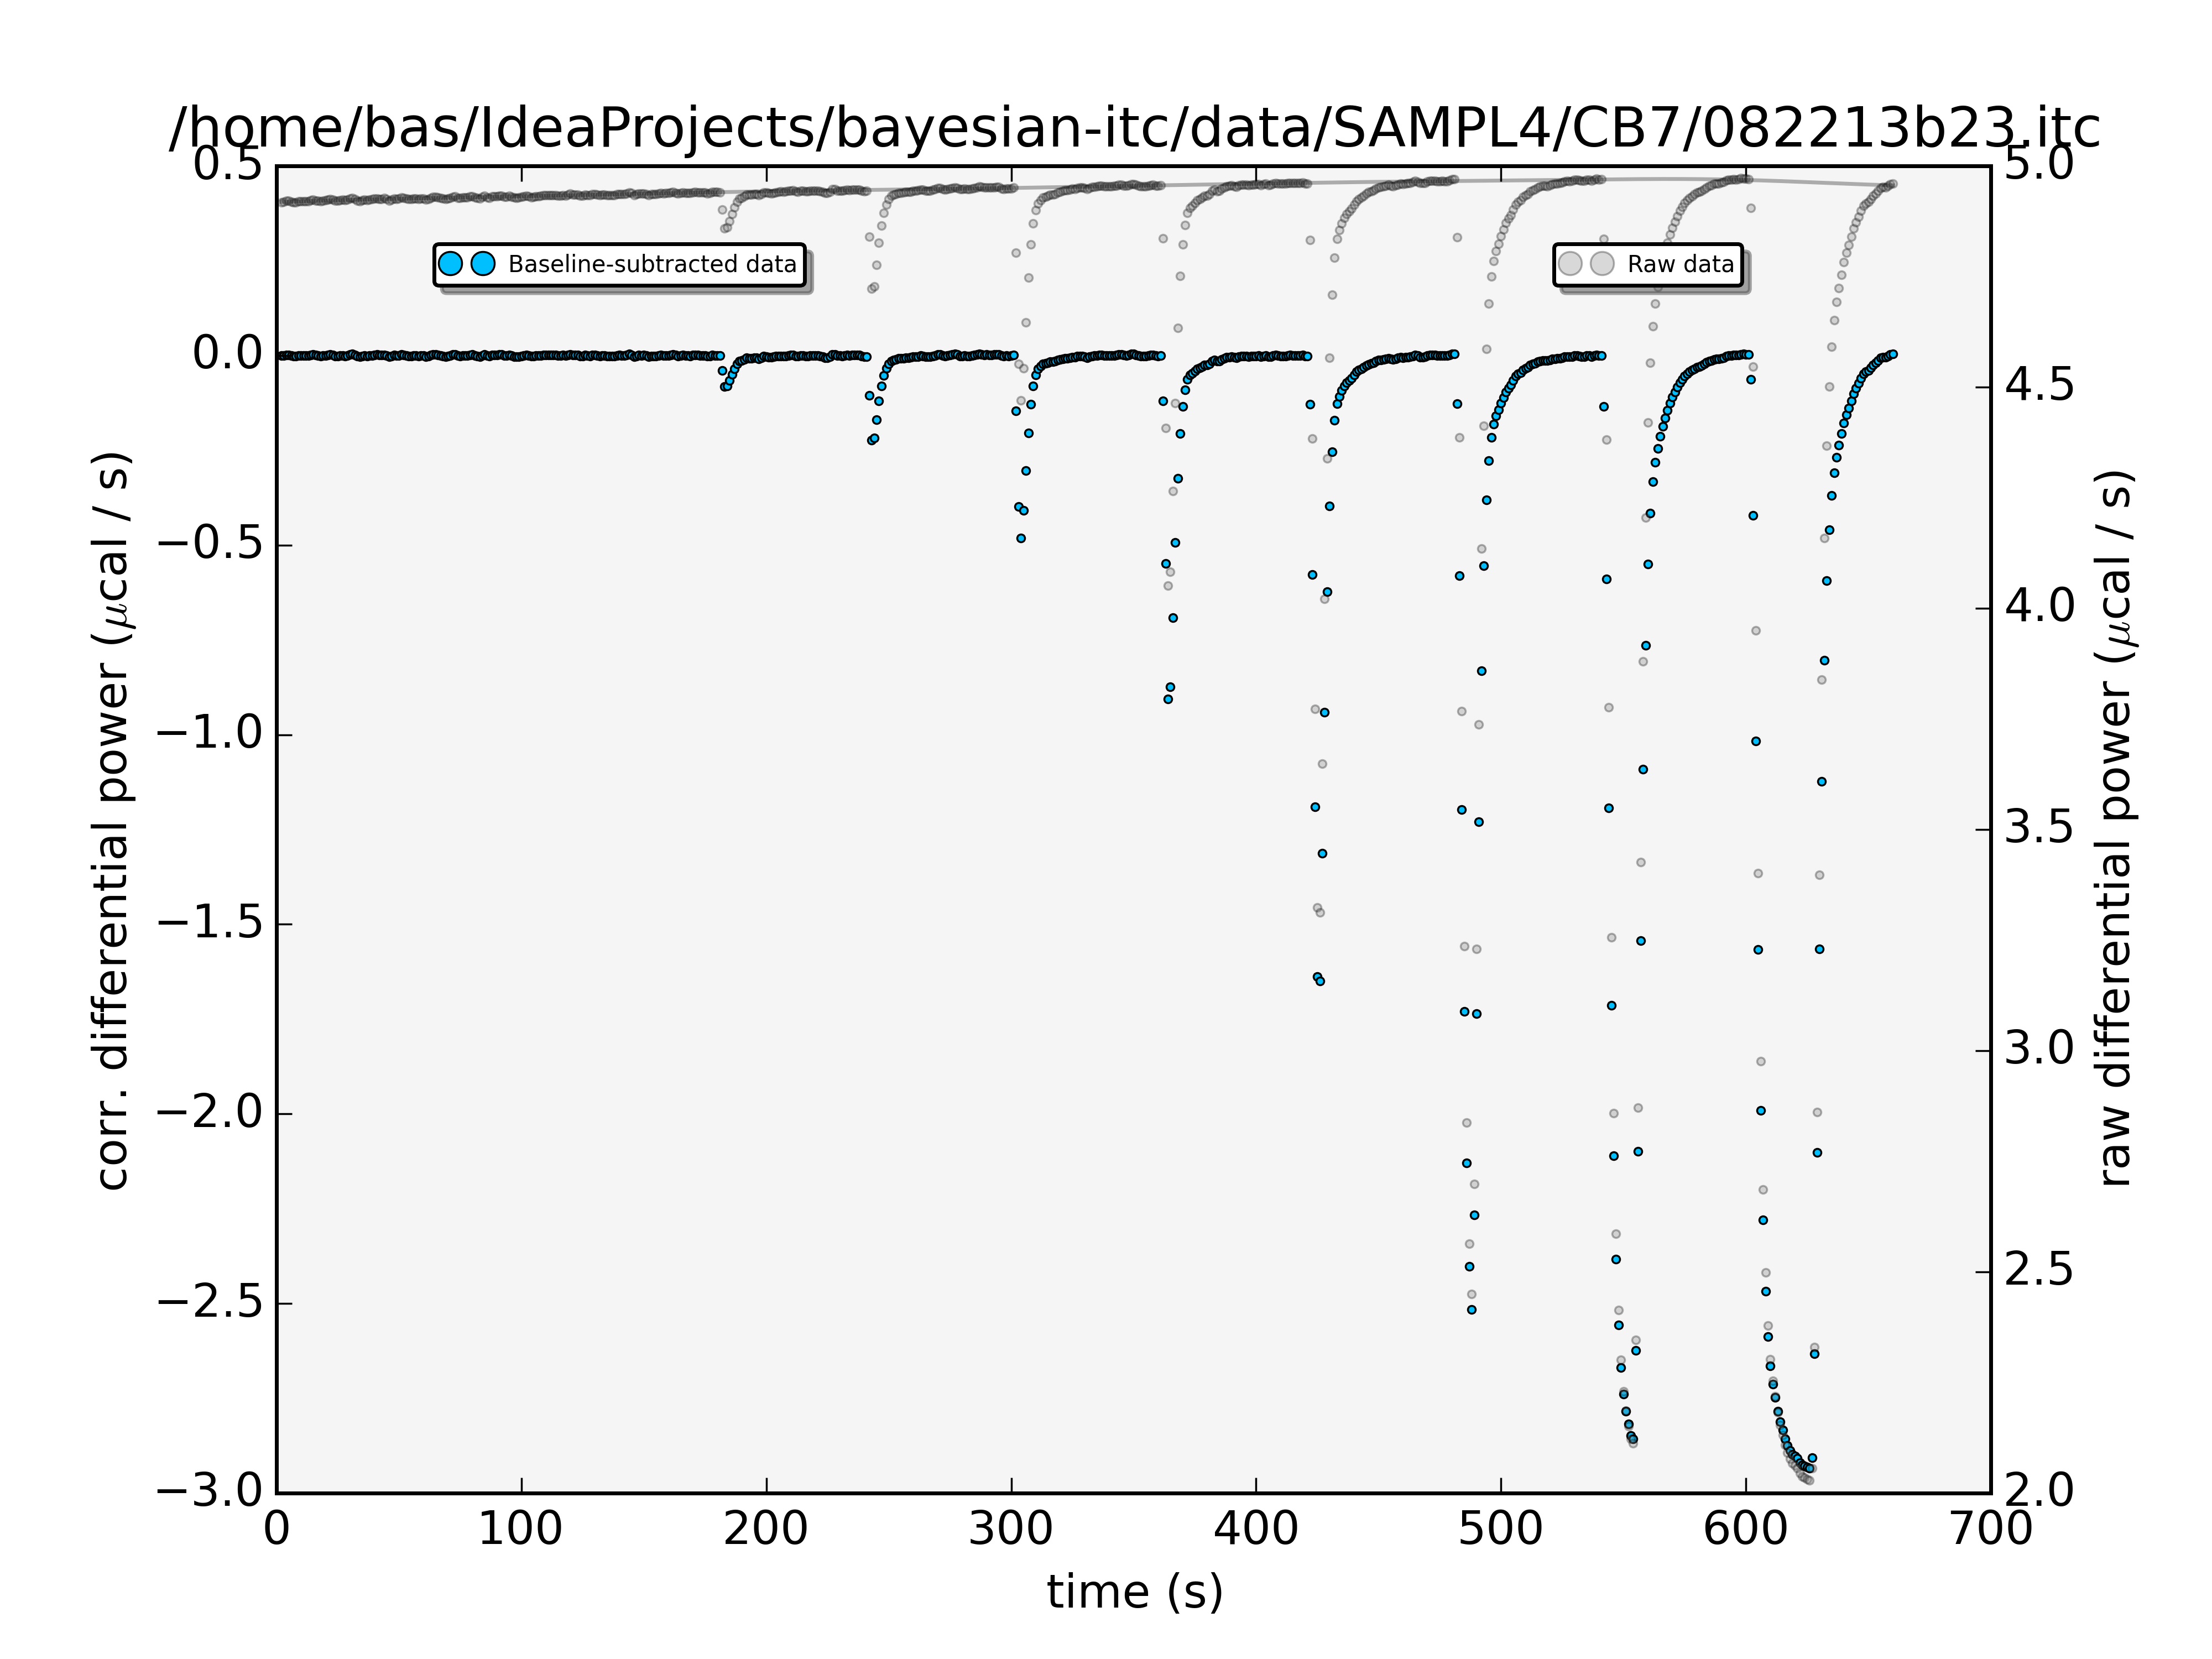 /home/bas/IdeaProjects/bayesian-itc/data/SAMPL4/CB7/082213b23.itc
Baseline-subtracted data
Raw data
corr. differential power (μcal / s)
0.5
0.0
−0.5
−1.0
−1.5
−2.0
−2.5
−3.0
5.0
4.5
4.0
3.5
3.0
2.5
2.0
raw differential power (μcal / s)
0 100 200 300 400 500 600 700
time (s)